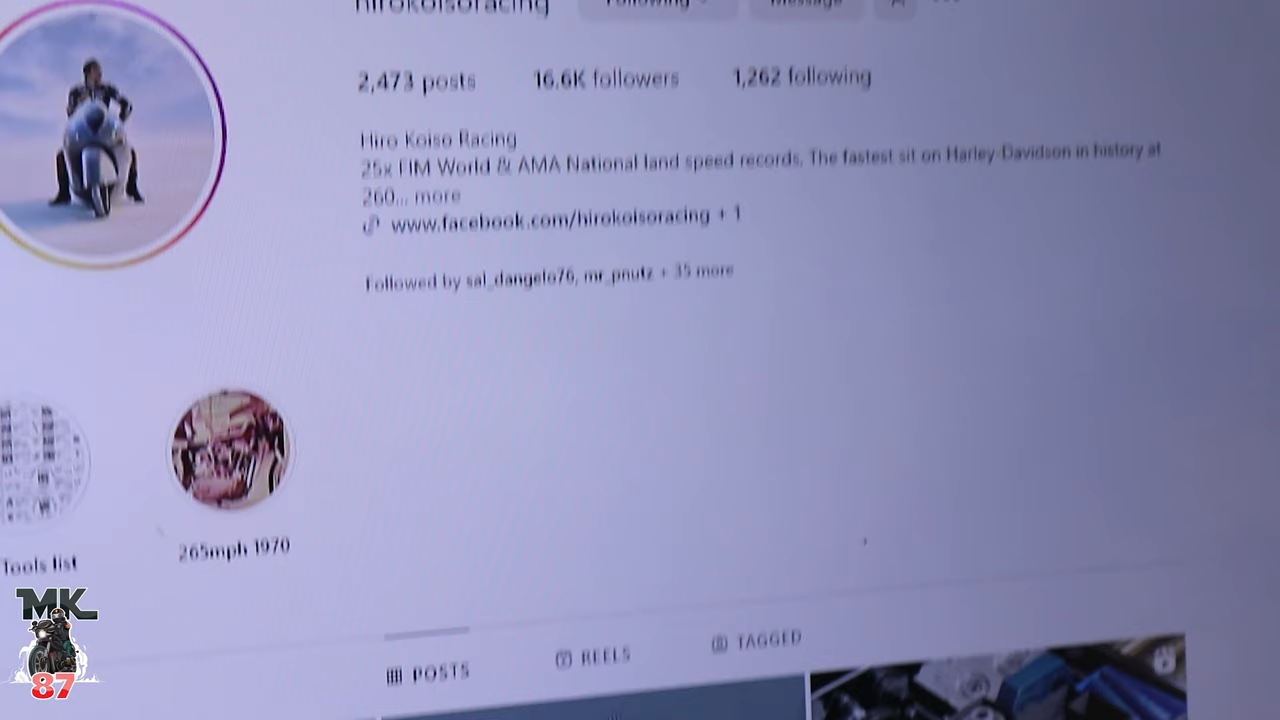 hirokoisoracing Following Message
2,473 posts 16.6K followers 1,262 following
Hiro Koiso Racing
25x FIM World & AMA National land speed records. The fastest sit on Harley-Davidson in history at
260... more
www.facebook.com/hirokoisoracing + 1
Followed by sal_dangelo76, mr_pnutz + 35 more
Tools list
265mph 1970
POSTS REELS TAGGED
MK
87